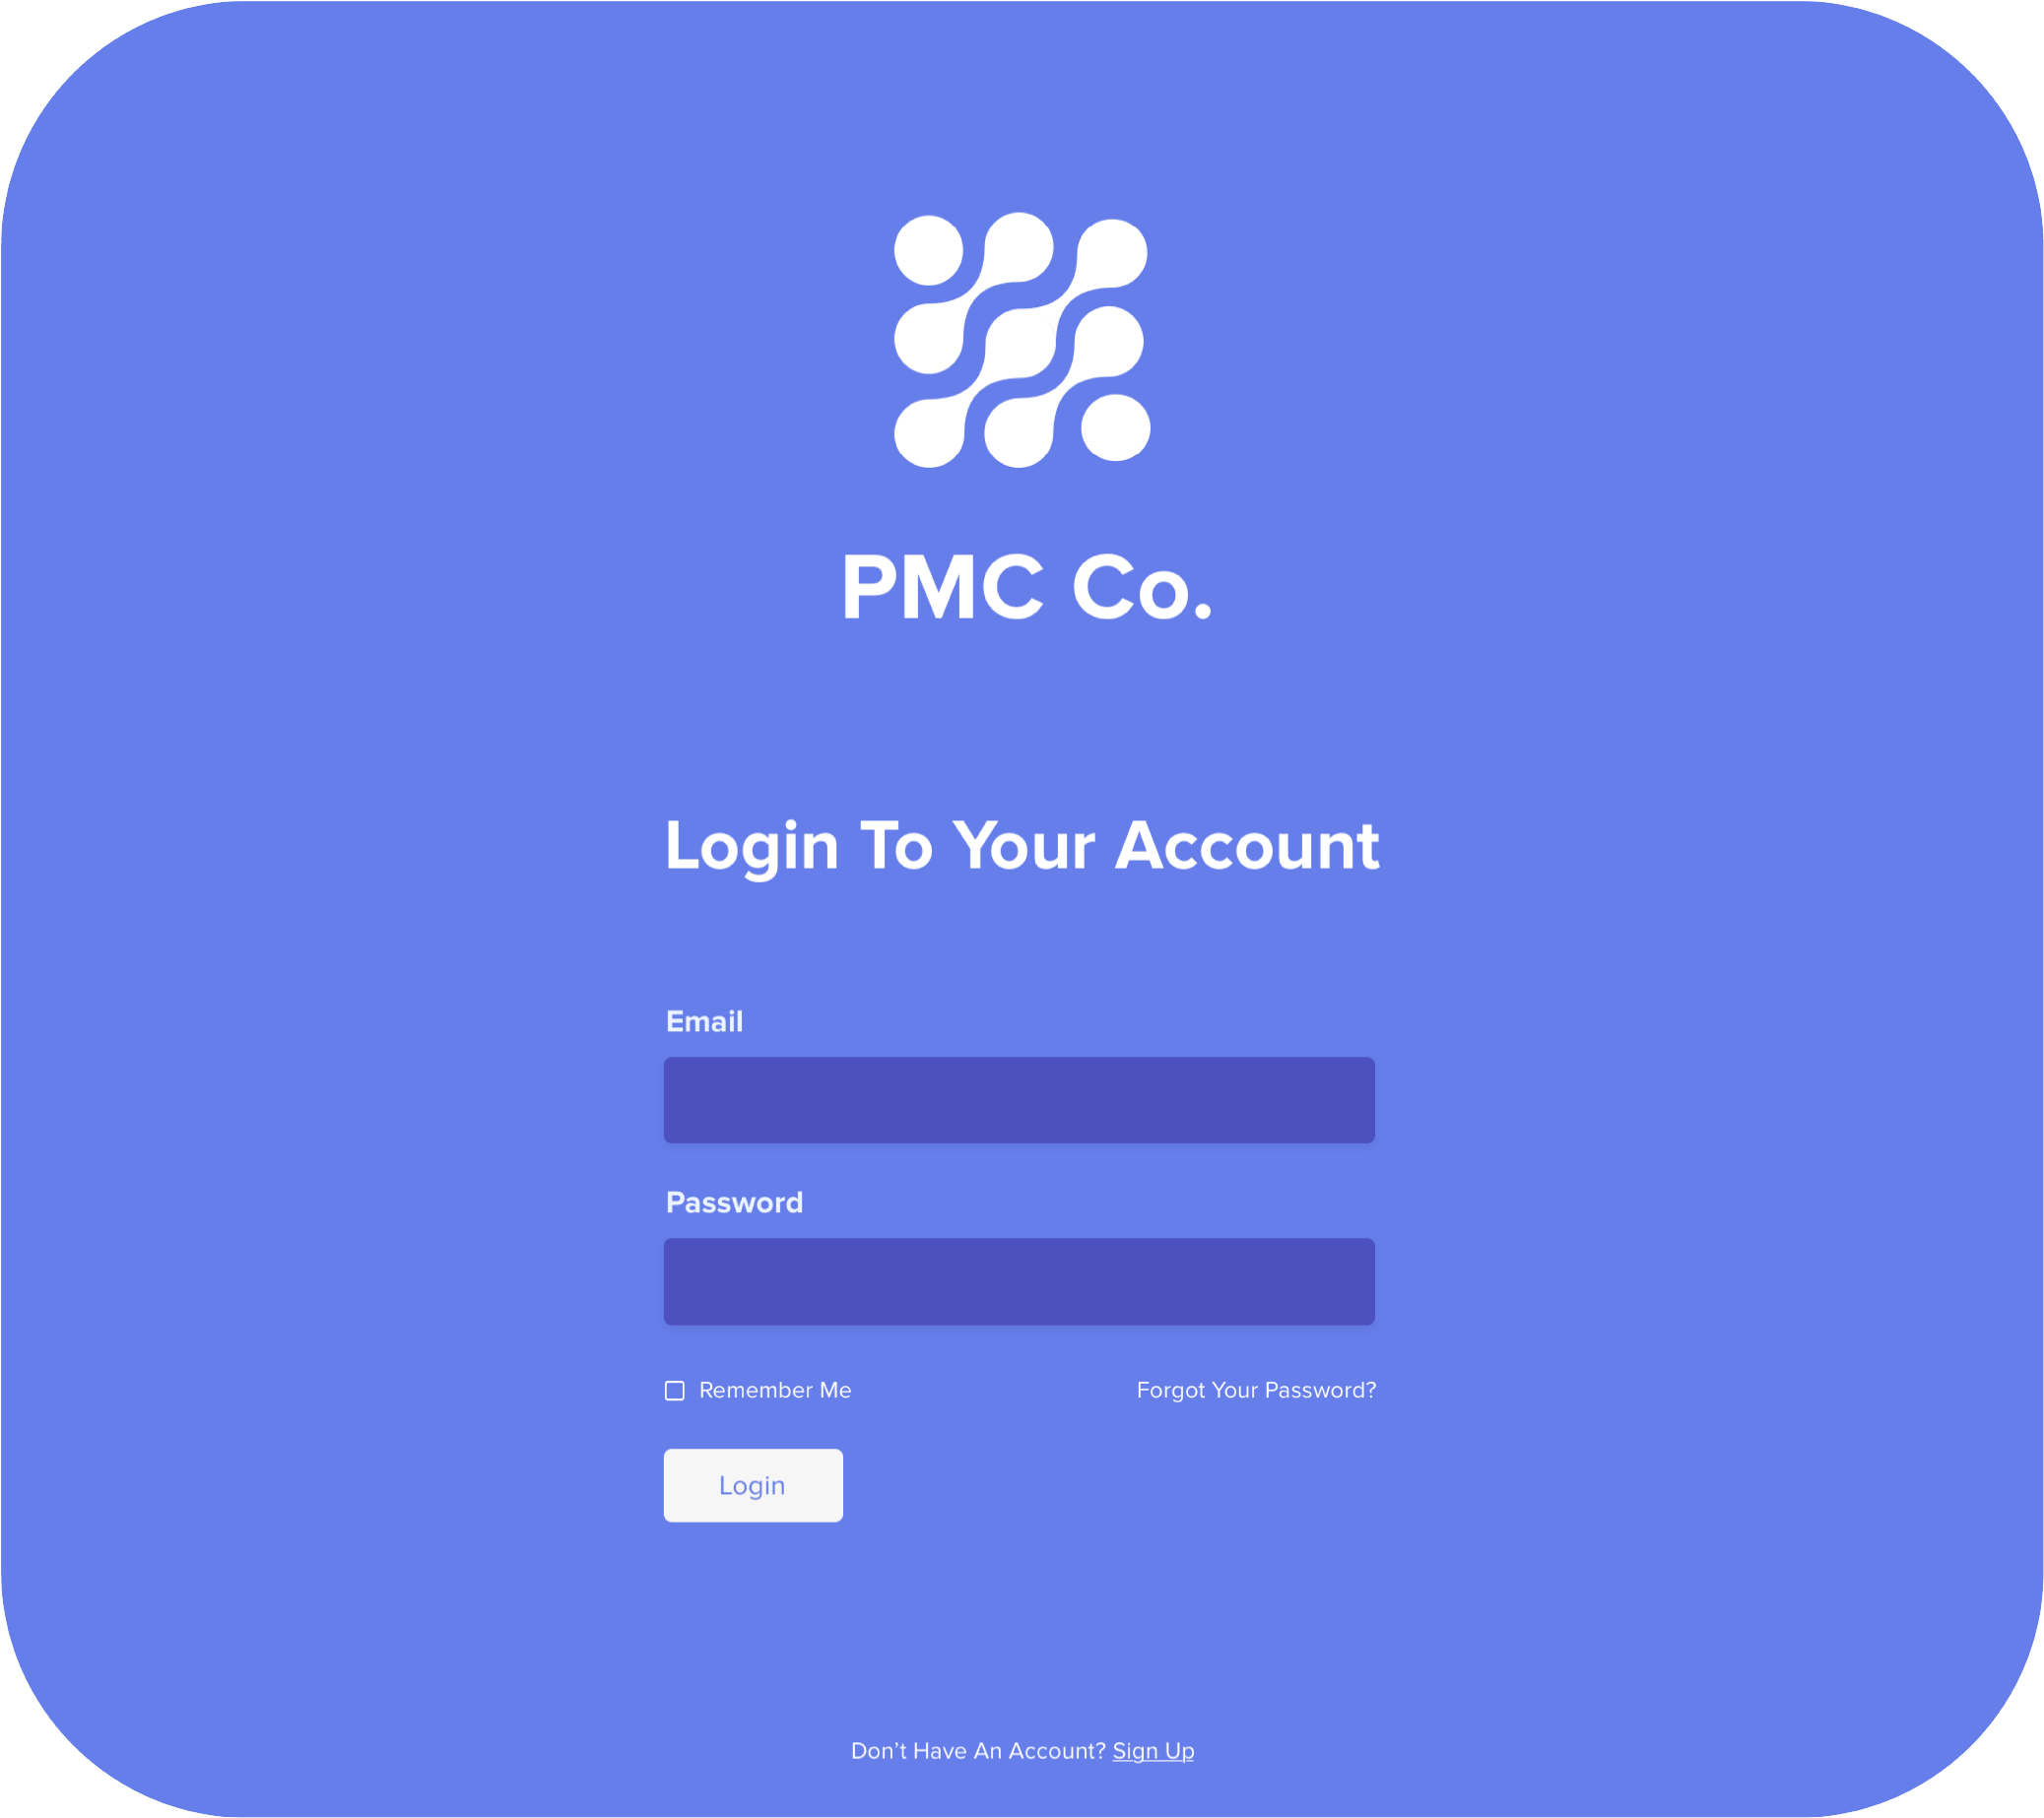 PMC Co.
Login To Your Account
Email
Password
Remember Me
Forgot Your Password?
Login
Don't Have An Account? Sign Up